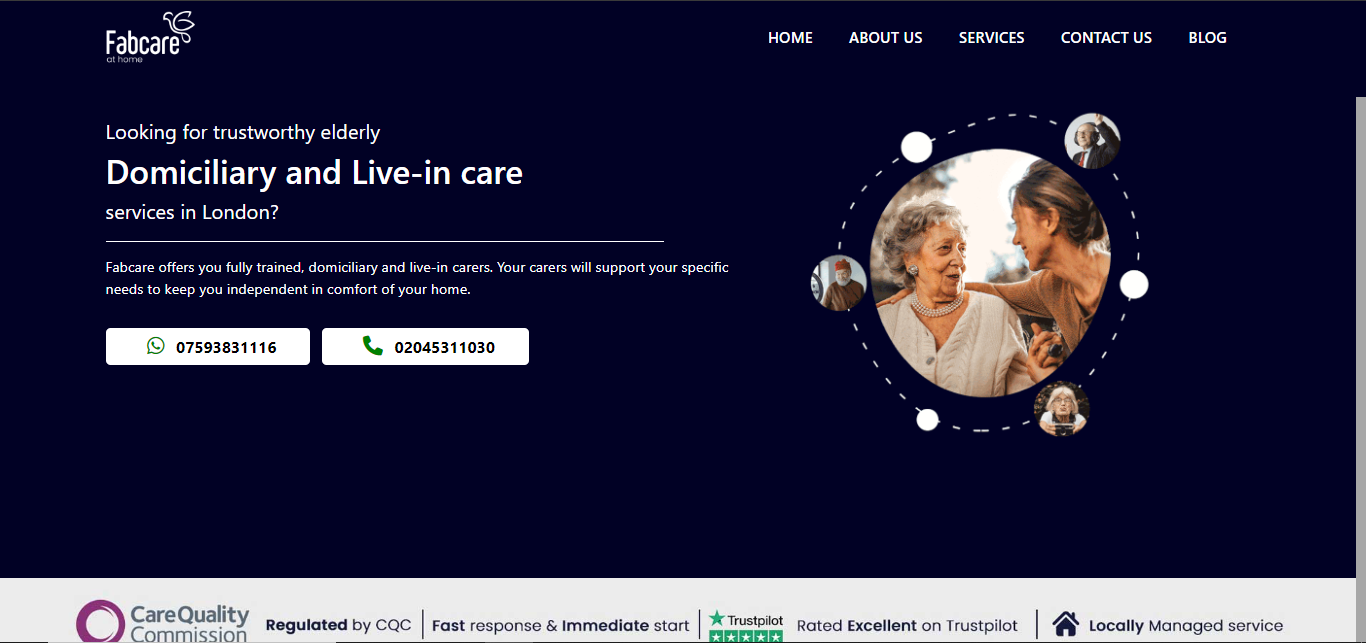 Fabcare
at home
HOME ABOUT US SERVICES CONTACT US BLOG
Looking for trustworthy elderly
Domiciliary and Live-in care
services in London?
Fabcare offers you fully trained, domiciliary and live-in carers. Your carers will support your specific
needs to keep you independent in comfort of your home.
07593831116 02045311030
CareQuality
Commission
Regulated by CQC
Fast response & Immediate start
Trustpilot
Rated Excellent on Trustpilot
Locally Managed service